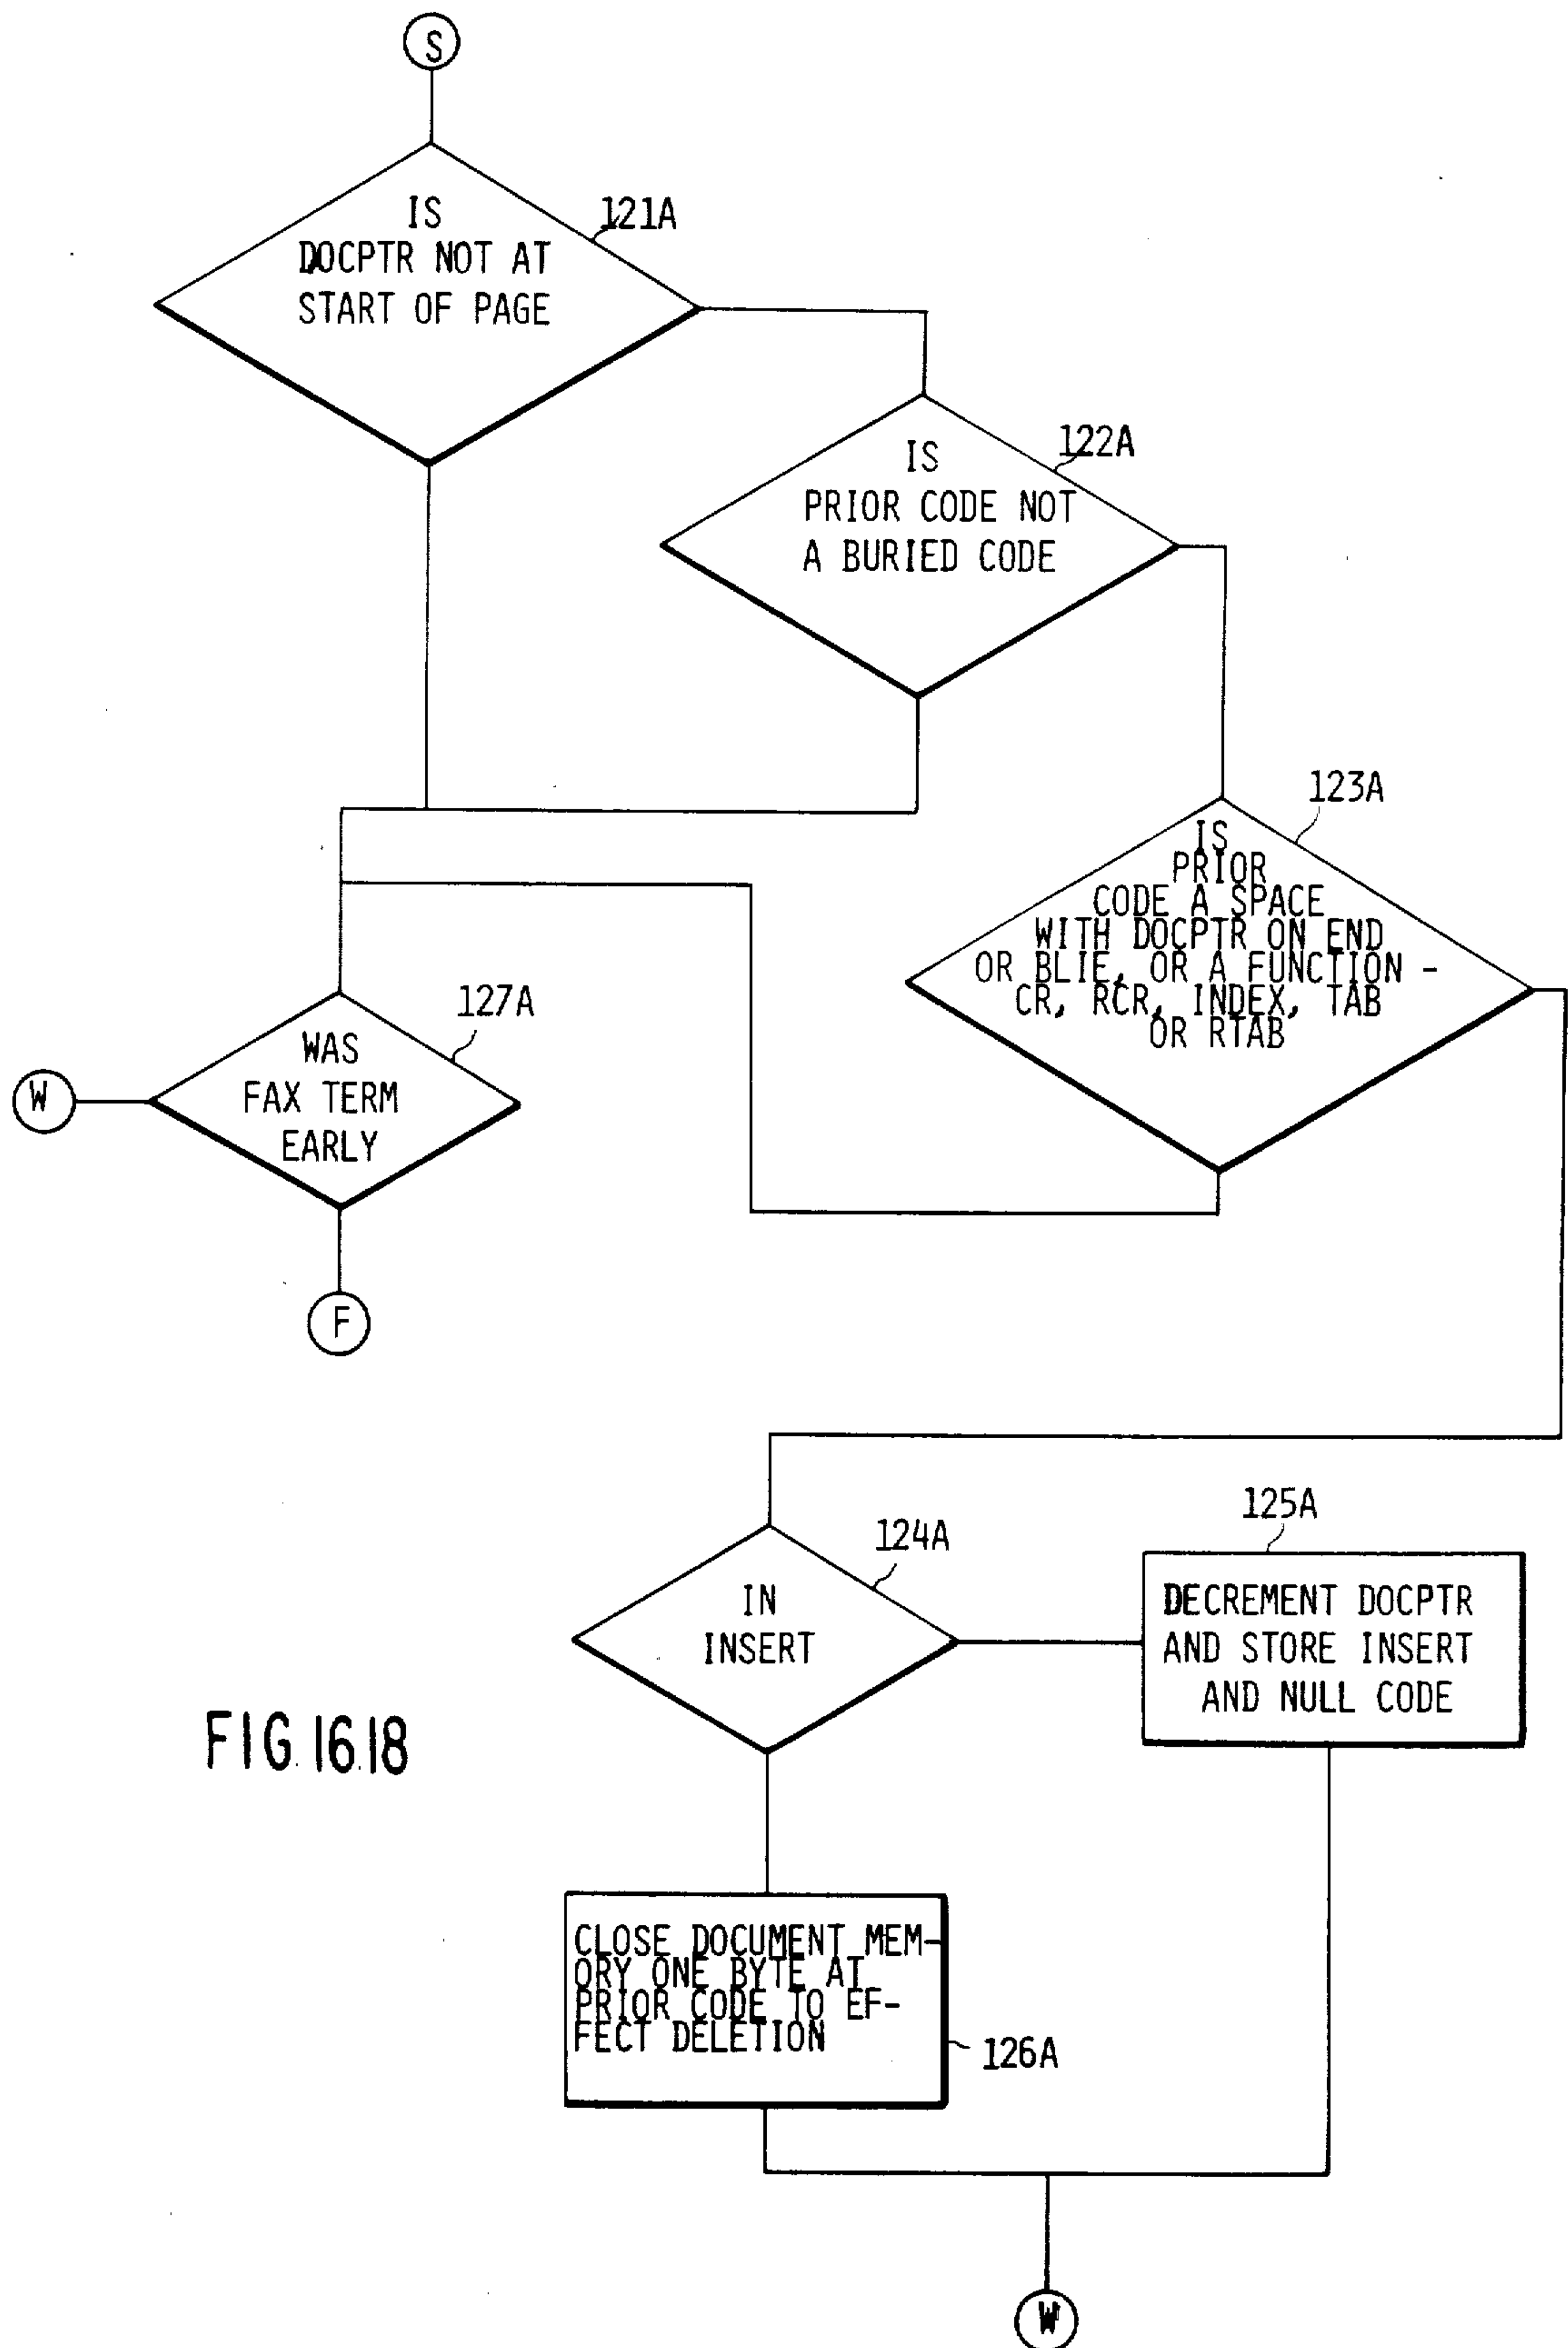 S
IS
DOCPTR NOT AT
START OF PAGE
121A
IS
PRIOR CODE NOT
A BURIED CODE
122A
IS
PRIOR
CODE A SPACE
WITH DOCPTR ON END
OR BLIE, OR A FUNCTION -
CR, RCR, INDEX, TAB
OR RTAB
123A
WAS
FAX TERM
EARLY
127A
W
F
IN
INSERT
124A
DECREMENT DOCPTR
AND STORE INSERT
AND NULL CODE
125A
CLOSE DOCUMENT MEM-
ORY ONE BYTE AT
PRIOR CODE TO EF-
FECT DELETION
126A
W
FIG.16.18